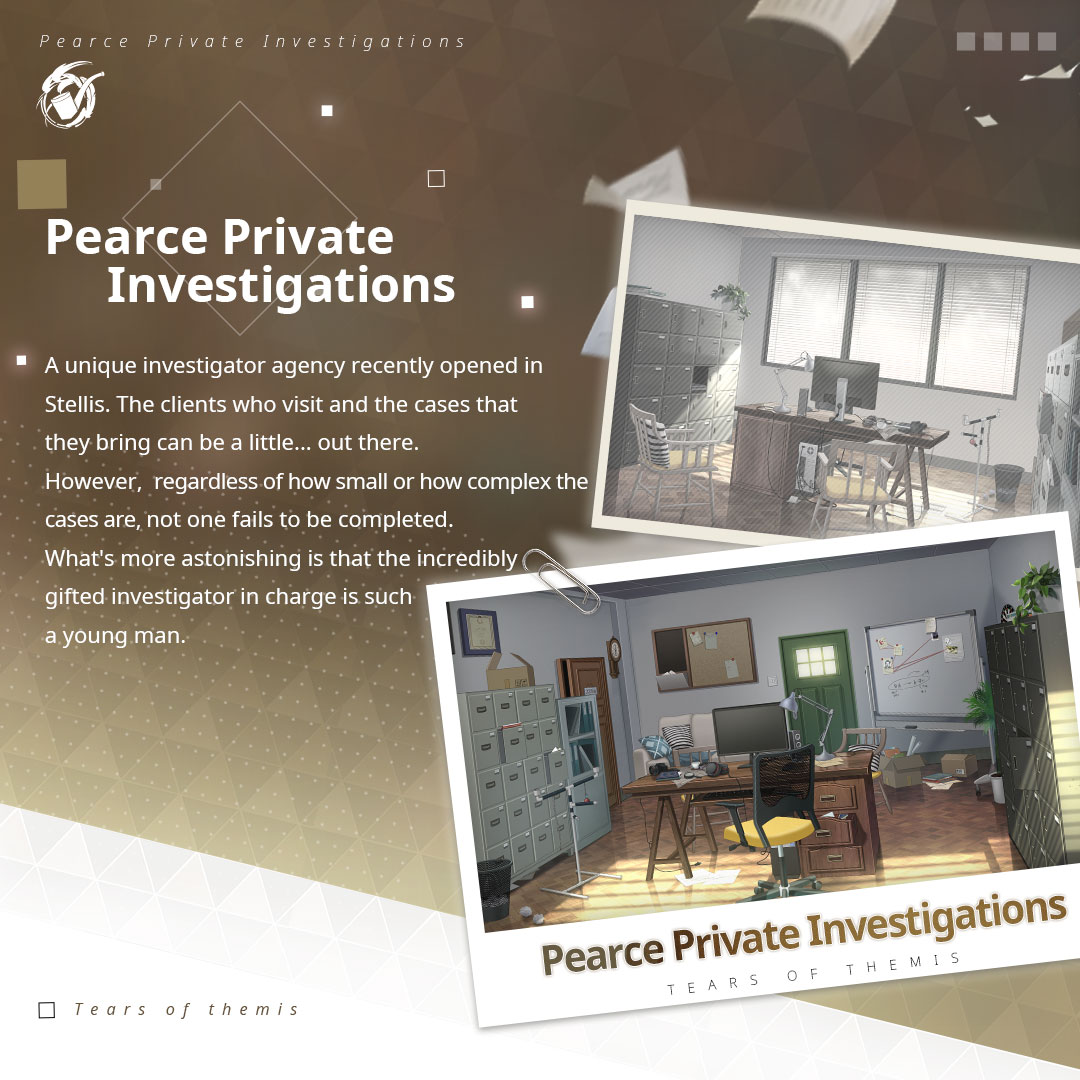 Pearce Private Investigations
Pearce Private
Investigations
A unique investigator agency recently opened in
Stellis. The clients who visit and the cases that
they bring can be a little... out there.
However, regardless of how small or how complex the
cases are, not one fails to be completed.
What's more astonishing is that the incredibly
gifted investigator in charge is such
a young man.
Pearce Private Investigations
TEARS OF THEMIS
Tears of themis